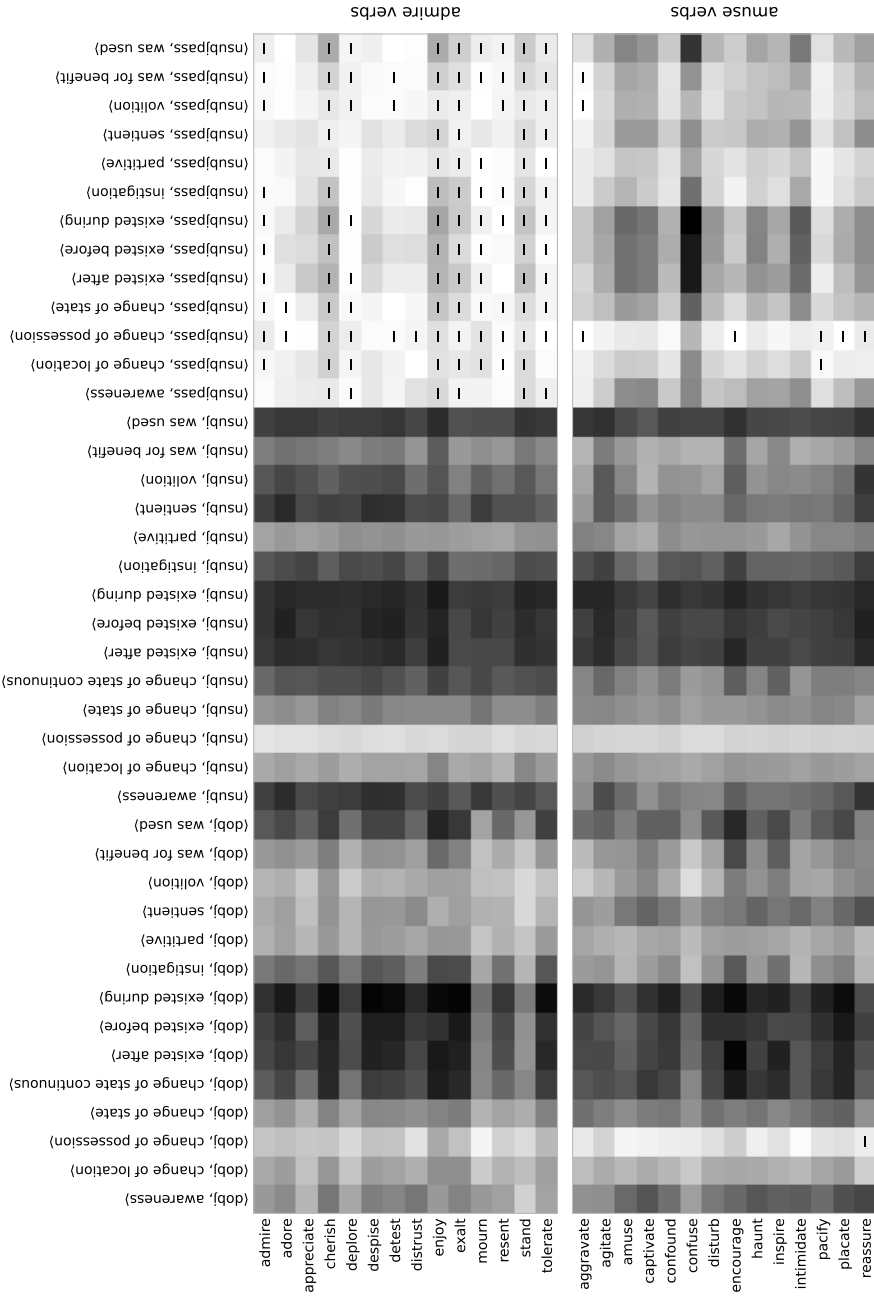 admire verbs
amuse verbs
(nsubjpass, was used)
(nsubjpass, was for benefit)
(nsubjpass, volition)
(nsubjpass, sentient)
(nsubjpass, partitive)
(nsubjpass, instigation)
(nsubjpass, existed during)
(nsubjpass, existed before)
(nsubjpass, existed after)
(nsubjpass, change of state)
(nsubjpass, change of possession)
(nsubjpass, change of location)
(nsubjpass, awareness)
(nsubj, was used)
(nsubj, was for benefit)
(nsubj, volition)
(nsubj, sentient)
(nsubj, partitive)
(nsubj, instigation)
(nsubj, existed during)
(nsubj, existed before)
(nsubj, existed after)
(nsubj, change of state continuous)
(nsubj, change of state)
(nsubj, change of possession)
(nsubj, change of location)
(nsubj, awareness)
(dobj, was used)
(dobj, was for benefit)
(dobj, volition)
(dobj, sentient)
(dobj, partitive)
(dobj, instigation)
(dobj, existed during)
(dobj, existed before)
(dobj, existed after)
(dobj, change of state continuous)
(dobj, change of state)
(dobj, change of possession)
(dobj, change of location)
(dobj, awareness)
admire
adore
appreciate
cherish
deplore
despise
detest
distrust
enjoy
exalt
mourn
resent
stand
tolerate
aggravate
agitate
amuse
captivate
confound
confuse
disturb
encourage
haunt
inspire
intimidate
pacify
placate
reassure